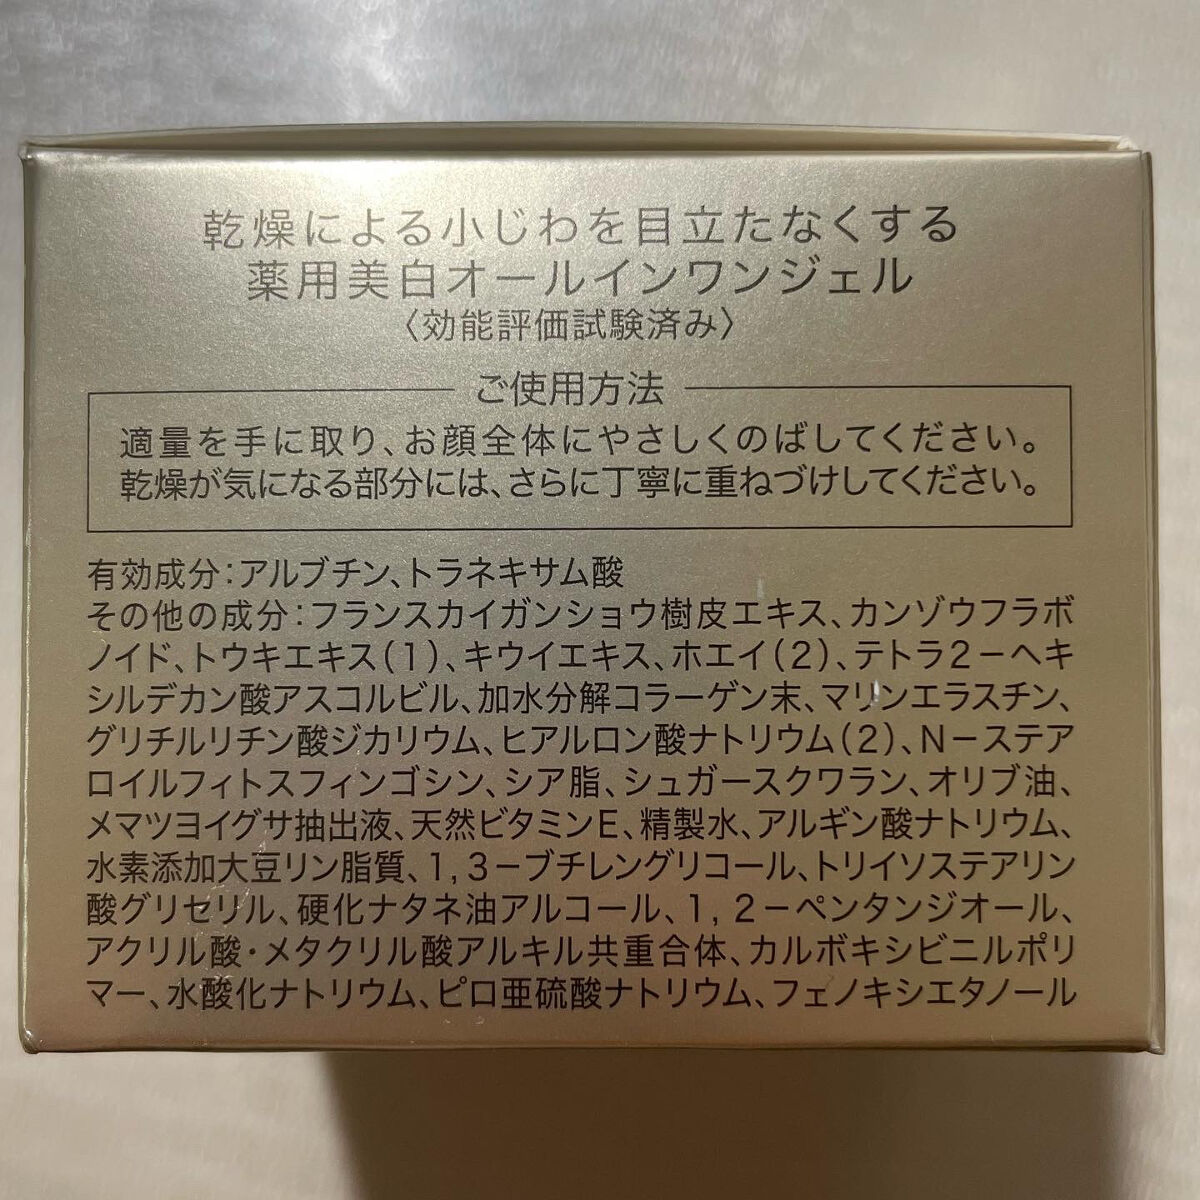 乾燥による小じわを目立たなくする
薬用美白オールインワンジェル
〈効能評価試験済み〉
ご使用方法
適量を手に取り、お顔全体にやさしくのばしてください。
乾燥が気になる部分には、さらに丁寧に重ねづけしてください。
有効成分：アルブチン、トラネキサム酸
その他の成分：フランスカイガンショウ樹皮エキス、カンゾウフラボ
ノイド、トウキエキス（1）、キウイエキス、ホエイ（2）、テトラ2－ヘキ
シルデカン酸アスコルビル、加水分解コラーゲン末、マリンエラスチン、
グリチルリチン酸ジカリウム、ヒアルロン酸ナトリウム（2）、N－ステア
ロイルフィトスフィンゴシン、シア脂、シュガースクワラン、オリブ油、
メマツヨイグサ抽出液、天然ビタミンE、精製水、アルギン酸ナトリウム、
水素添加大豆リン脂質、1，3－ブチレングリコール、トリイソステアリン
酸グリセリル、硬化ナタネ油アルコール、1，2－ペンタンジオール、
アクリル酸・メタクリル酸アルキル共重合体、カルボキシビニルポリ
マー、水酸化ナトリウム、ピロ亜硫酸ナトリウム、フェノキシエタノール